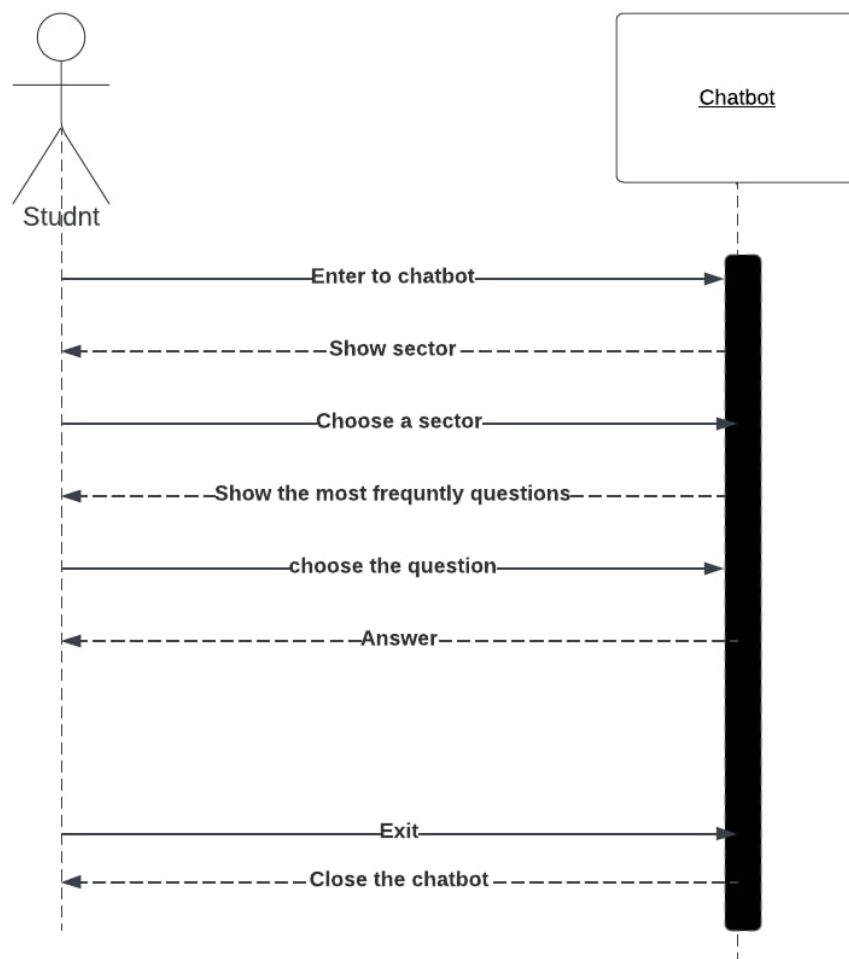 Chatbot
Studnt
Enter to chatbot
Show sector
Choose a sector
Show the most frequntly questions
choose the question
Answer
Exit
Close the chatbot